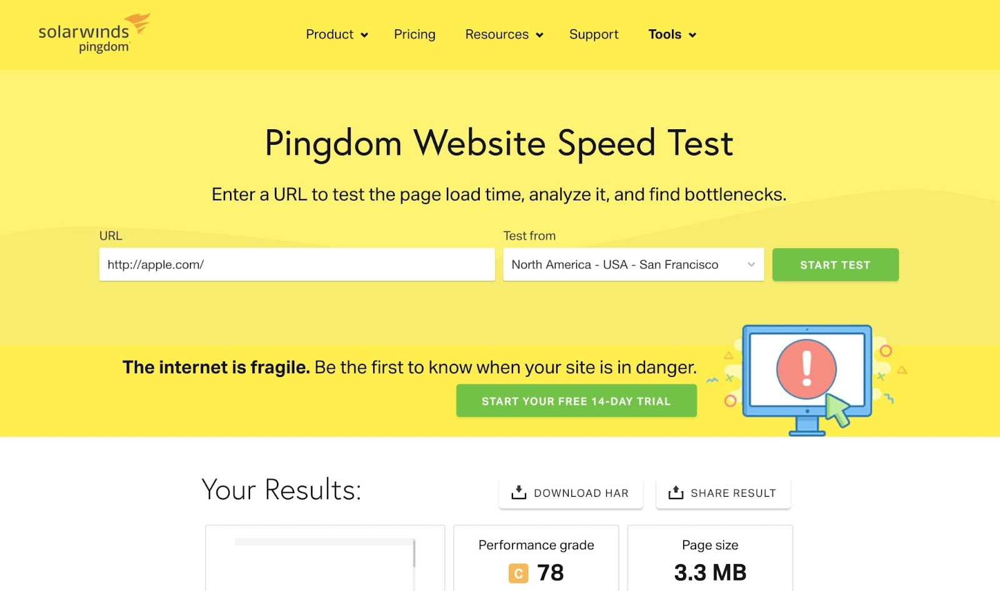 solarwinds
pingdom
Product
Pricing
Resources
Support
Tools
Pingdom Website Speed Test
Enter a URL to test the page load time, analyze it, and find bottlenecks.
URL
Test from
http://apple.com/
North America - USA - San Francisco
START TEST
The internet is fragile. Be the first to know when your site is in danger.
START YOUR FREE 14-DAY TRIAL
!
Your Results:
DOWNLOAD HAR
SHARE RESULT
Performance grade
C 78
Page size
3.3 MB